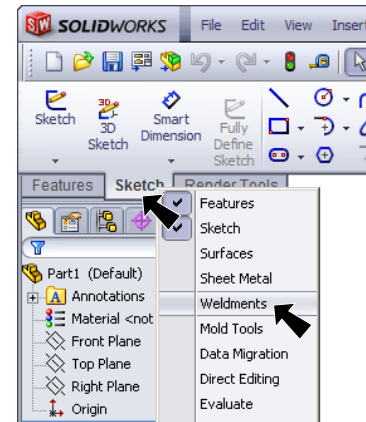 SOLIDWORKS File Edit View Insert
Sketch
3D
Sketch
Smart
Dimension
Fully
Define
Sketch
Features Sketch Render Tools
Features
Sketch
Surfaces
Sheet Metal
Weldments
Mold Tools
Data Migration
Direct Editing
Evaluate
Part1 (Default)
Annotations
Material <not
Front Plane
Top Plane
Right Plane
Origin